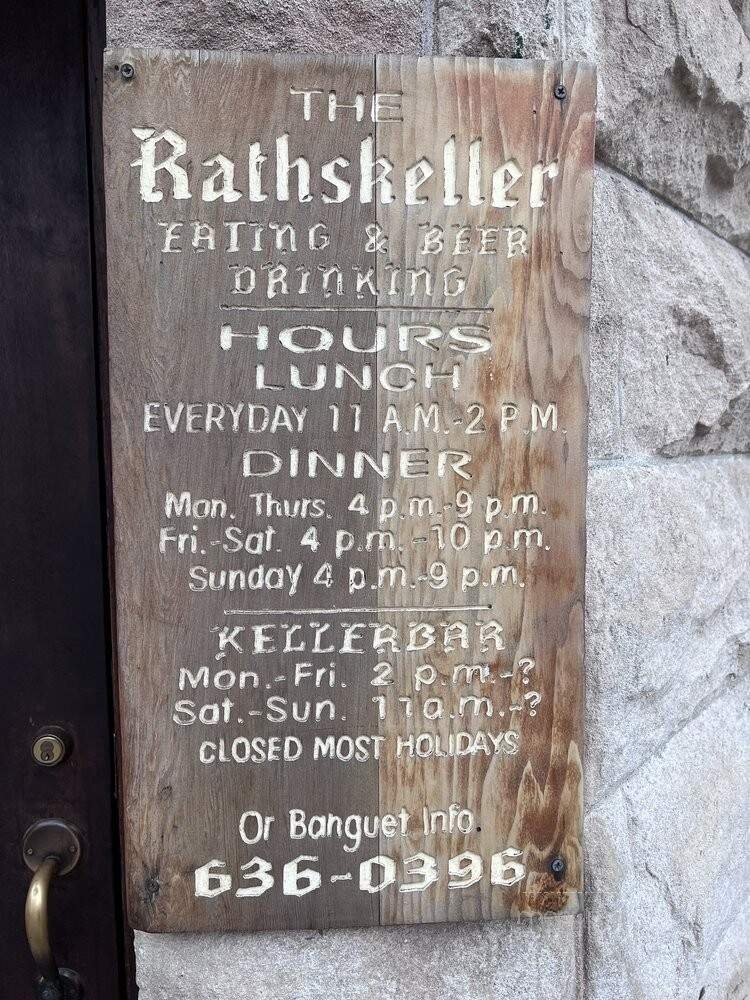 THE
Rathskeller
EATING & BEER
DRINKING
HOURS
LUNCH
EVERYDAY 11 A.M.-2 P.M.
DINNER
Mon. Thurs. 4 p.m.-9 p.m.
Fri.-Sat. 4 p.m.-10 p.m.
Sunday 4 p.m.-9 p.m.
KELLERBAR
Mon.-Fri. 2 p.m.-?
Sat.-Sun. 11a.m.-?
CLOSED MOST HOLIDAYS
Or Banquet Info
636-0396